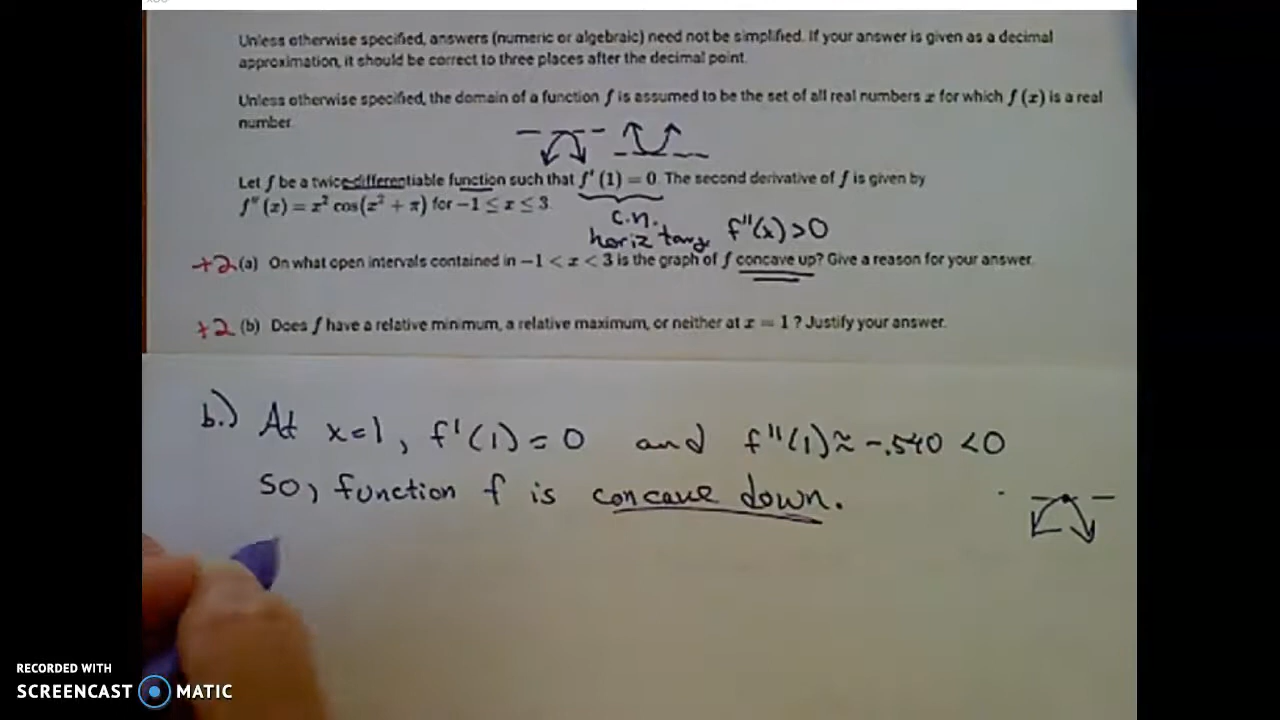 Unless otherwise specified, answers (numeric or algebraic) need not be simplified. If your answer is given as a decimal
approximation, it should be correct to three places after the decimal point.
Unless otherwise specified, the domain of a function f is assumed to be the set of all real numbers x for which f (x) is a real
number.
Let f be a twice-differentiable function such that f' (1) = 0. The second derivative of f is given by
f'' (x) = x² cos(x² + π) for −1 ≤ x ≤ 3.
c.n.
horiz tang
f''(x) > 0
+2 (a) On what open intervals contained in −1 < x < 3 is the graph of f concave up? Give a reason for your answer.
+2 (b) Does f have a relative minimum, a relative maximum, or neither at x = 1 ? Justify your answer.
b.) At x=1, f'(1) = 0 and f''(1) ≈ -.540 < 0
so, function f is concave down.
RECORDED WITH
SCREENCAST MATIC